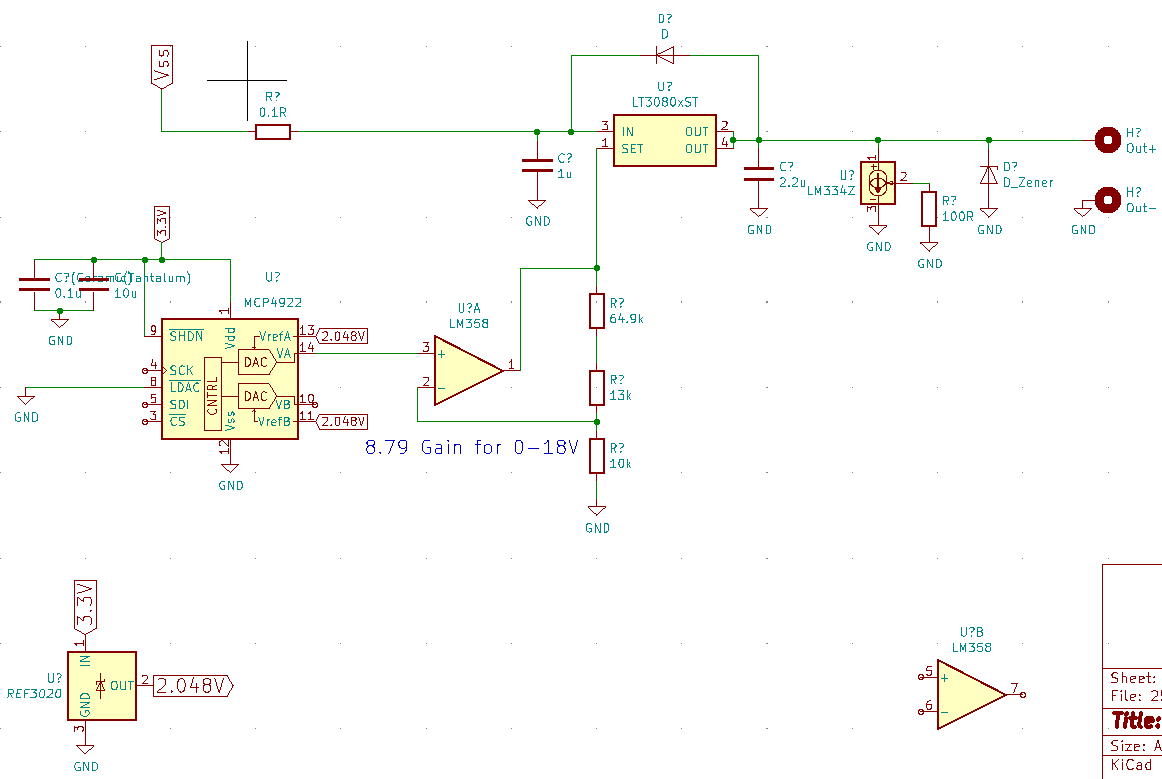 D?
D
V55
R?
0.1R
U?
LT3080xST
3
IN
OUT
2
1
SET
OUT
4
C?
1u
GND
C?
2.2u
GND
U?
LM334Z
1
2
3
GND
R?
100R
GND
D?
D_Zener
GND
H?
Out+
H?
Out-
GND
3.3V
C?(Ceramic)
0.1u
C(Tantalum)
10u
GND
U?
MCP4922
1
Vdd
9
SHDN
4
SCK
8
LDAC
5
SDI
3
CS
CNTRL
DAC
DAC
VrefA
13
2.048V
VA
14
VB
10
VrefB
11
2.048V
Vss
12
GND
GND
U?A
LM358
3
+
2
−
1
R?
64.9k
R?
13k
R?
10k
GND
8.79 Gain for 0-18V
3.3V
1
IN
U?
REF3020
OUT
2
2.048V
GND
3
GND
U?B
LM358
5
+
6
−
7
Sheet:
File: 25
Title:
Size: A
KiCad